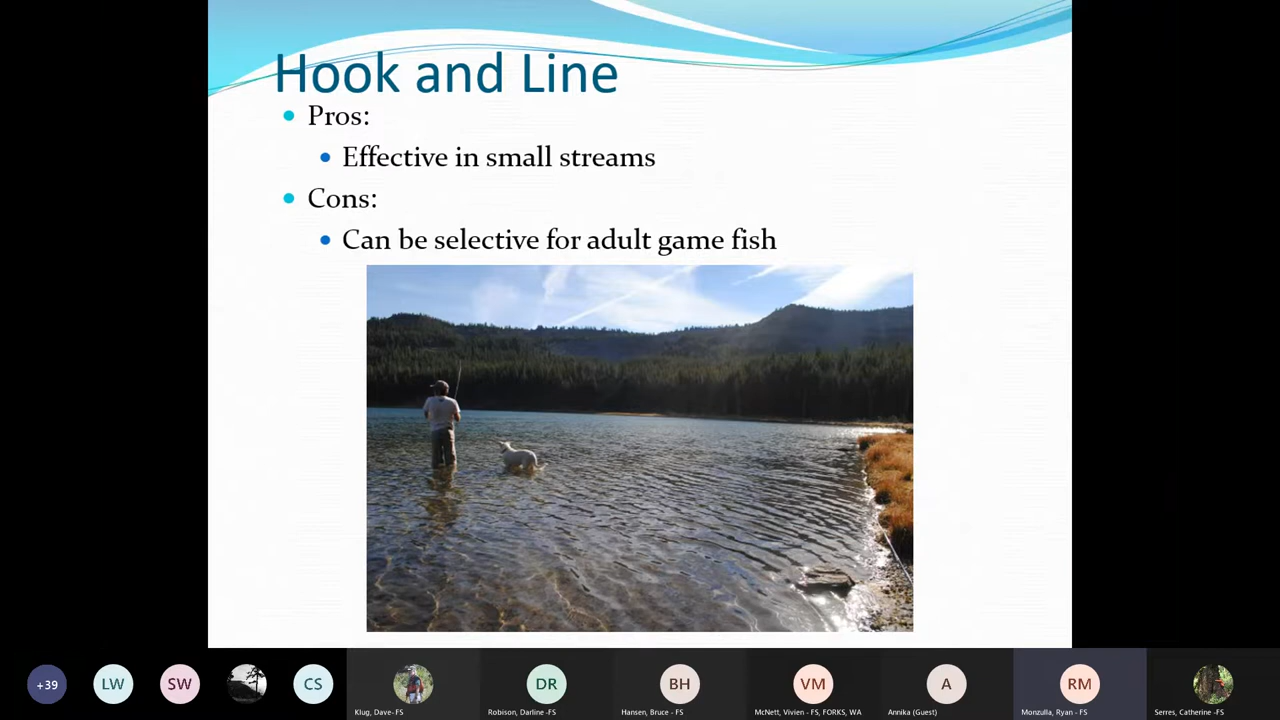 Hook and Line
Pros:
Effective in small streams
Cons:
Can be selective for adult game fish
+39
LW
SW
CS
DR
BH
VM
A
RM
Klug, Dave- FS
Robison, Darline -FS
Hansen, Bruce - FS
McNett, Vivien - FS, FORKS, WA
Annika (Guest)
Monzulla, Ryan - FS
Serres, Catherine -FS